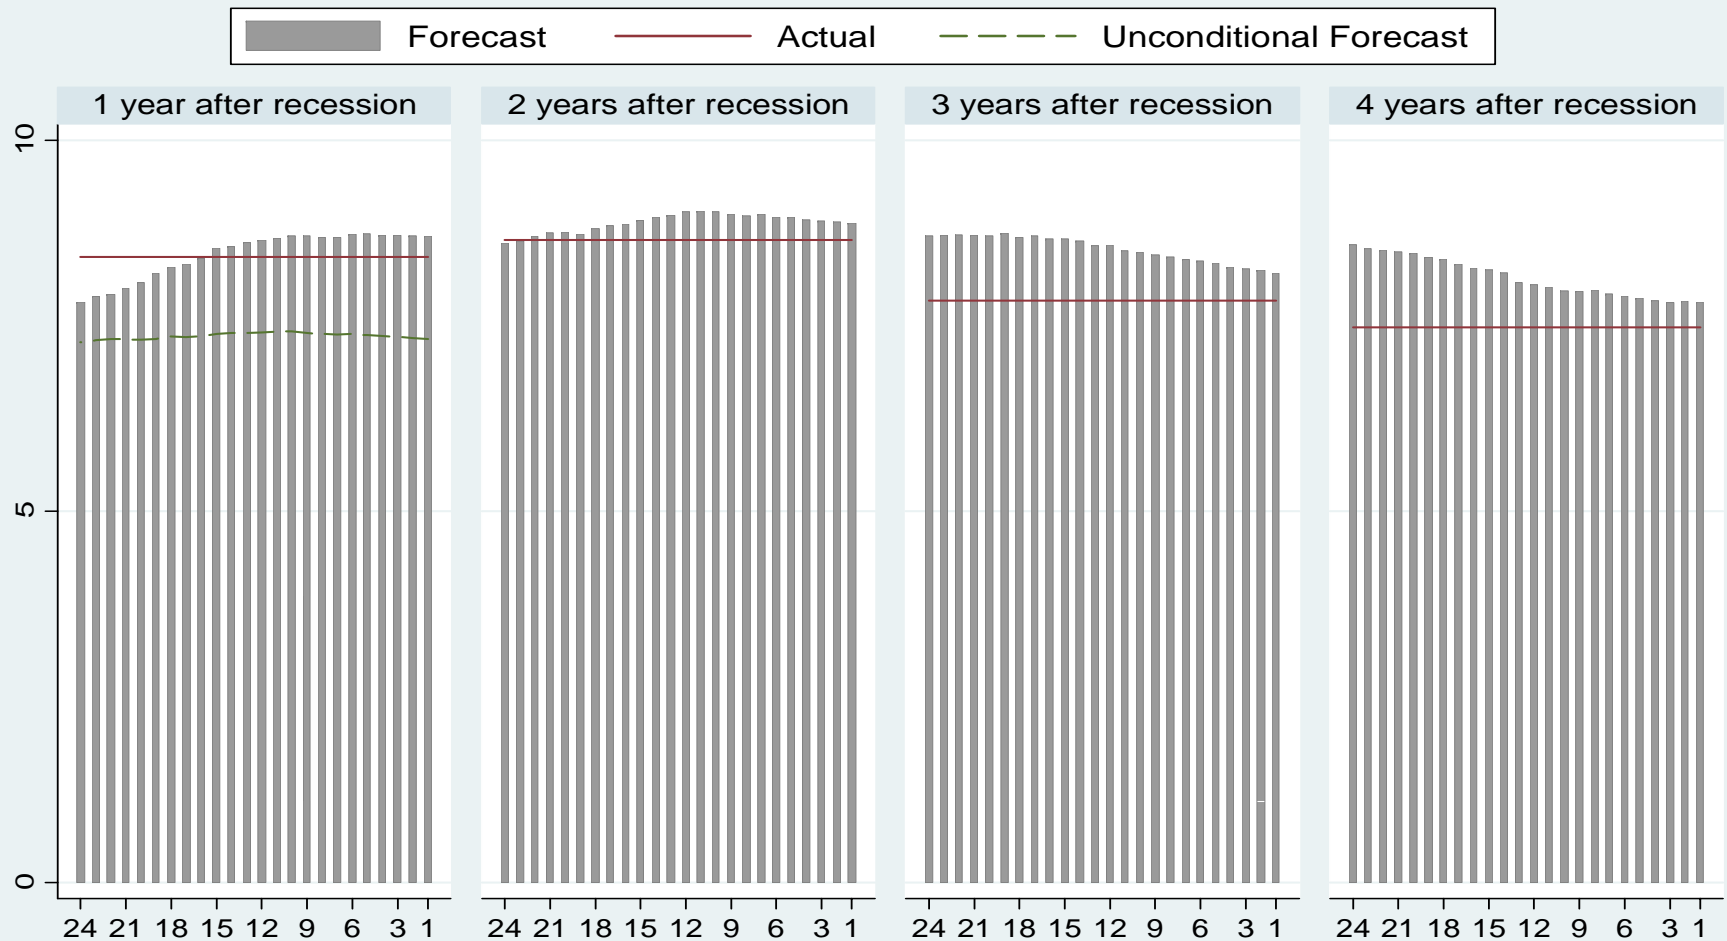 Forecast Actual Unconditional Forecast
1 year after recession 2 years after recession 3 years after recession 4 years after recession
10
5
0
24 21 18 15 12 9 6 3 1 24 21 18 15 12 9 6 3 1 24 21 18 15 12 9 6 3 1 24 21 18 15 12 9 6 3 1